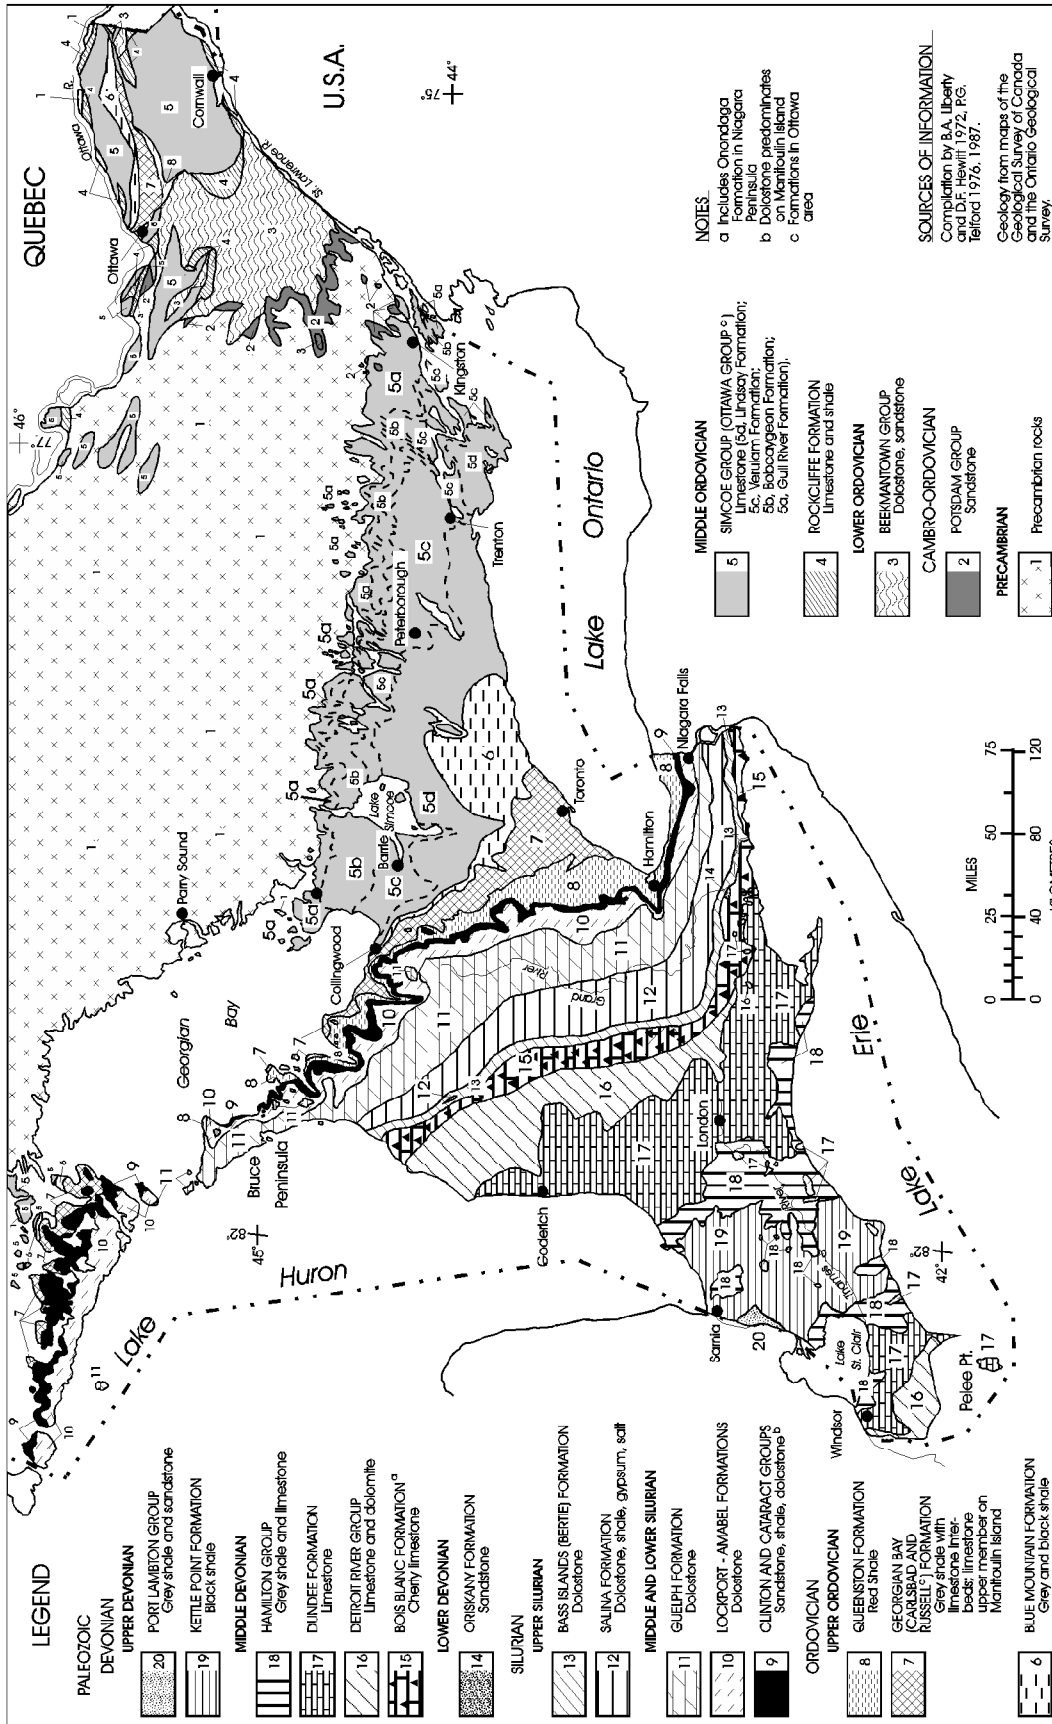 LEGEND
PALEOZOIC
DEVONIAN
UPPER DEVONIAN
20
PORT LAMBTON GROUP
Grey shale and sandstone
19
KETTLE POINT FORMATION
Black shale
MIDDLE DEVONIAN
18
HAMILTON GROUP
Grey shale and limestone
17
DUNDEE FORMATION
Limestone
16
DETROIT RIVER GROUP
Limestone and dolomite
15
BOIS BLANC FORMATION a
Cherty limestone
LOWER DEVONIAN
14
ORISKANY FORMATION
Sandstone
SILURIAN
UPPER SILURIAN
13
BASS ISLANDS (BERTIE) FORMATION
Dolostone
12
SALINA FORMATION
Dolostone, shale, gypsum, salt
MIDDLE AND LOWER SILURIAN
11
GUELPH FORMATION
Dolostone
10
LOCKPORT - AMABEL FORMATIONS
Dolostone
9
CLINTON AND CATARACT GROUPS
Sandstone, shale, dolostone b
ORDOVICIAN
UPPER ORDOVICIAN
8
QUEENSTON FORMATION
Red Shale
7
GEORGIAN BAY
(CARLSBAD AND
RUSSELL c) FORMATION
Grey shale with
limestone inter-
beds; limestone
upper member on
Manitoulin Island
6
BLUE MOUNTAIN FORMATION
Grey and black shale
MIDDLE ORDOVICIAN
5
SIMCOE GROUP (OTTAWA GROUP c)
Limestone (5d, Lindsay Formation;
5c, Verulam Formation;
5b, Bobcaygeon Formation;
5a, Gull River Formation).
4
ROCKCLIFFE FORMATION
Limestone and shale
LOWER ORDOVICIAN
3
BEEKMANTOWN GROUP
Dolostone, sandstone
CAMBRO-ORDOVICIAN
2
POTSDAM GROUP
Sandstone
PRECAMBRIAN
1
Precambrian rocks
NOTES
a Includes Onondaga
Formation in Niagara
Peninsula
b Dolostone predominates
on Manitoulin Island
c Formations in Ottawa
area
SOURCES OF INFORMATION
Compilation by B.A. Liberty
and D.F. Hewitt 1972, P.G.
Telford 1976, 1987.
Geology from maps of the
Geological Survey of Canada
and the Ontario Geological
Survey.
MILES
0 25 50 75
0 40 80 120
QUEBEC
U.S.A.
Ottawa R.
Ottawa
Cornwall
St. Lawrence R.
75° 44°
46°
77°
Kingston
Trenton
Peterborough
Lake Ontario
Parry Sound
Georgian
Bay
Lake
Simcoe
Barrie
Collingwood
Toronto
Hamilton
Niagara Falls
Bruce
Peninsula
Grand River
45°
82°
Lake Huron
Goderich
London
Sarnia
Thames River
Lake
St. Clair
Windsor
Pelee Pt.
Lake Erie
82°
42°